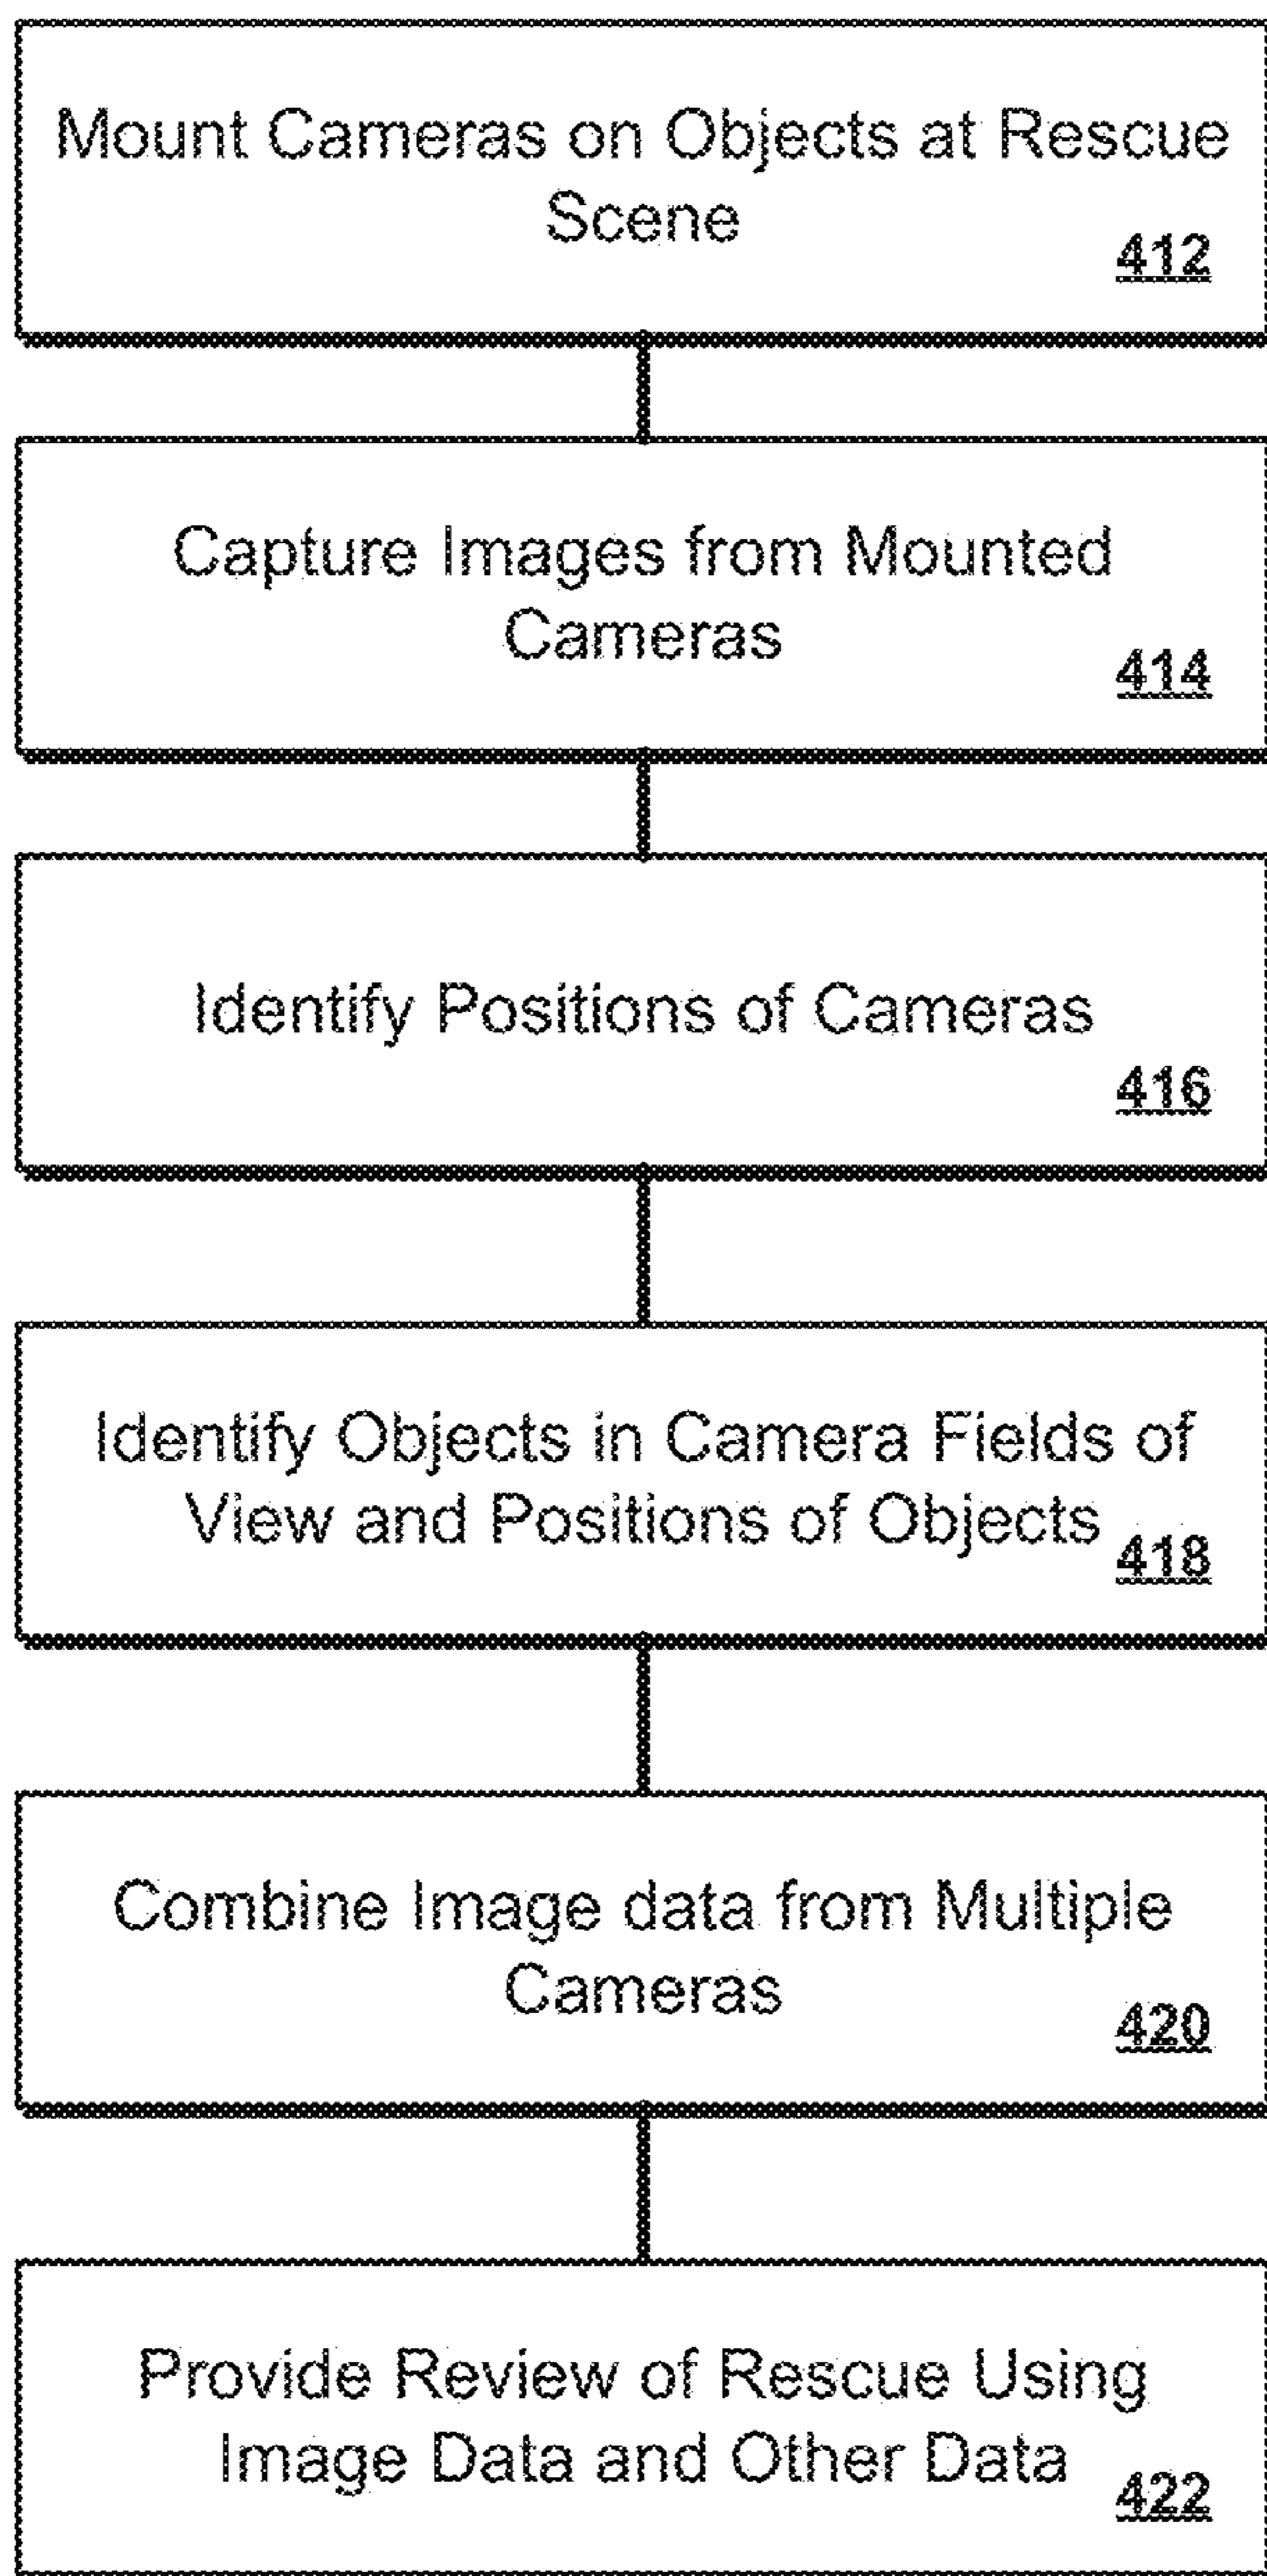 Mount Cameras on Objects at Rescue
Scene
412
Capture Images from Mounted
Cameras
414
Identify Positions of Cameras
416
Identify Objects in Camera Fields of
View and Positions of Objects
418
Combine Image data from Multiple
Cameras
420
Provide Review of Rescue Using
Image Data and Other Data
422